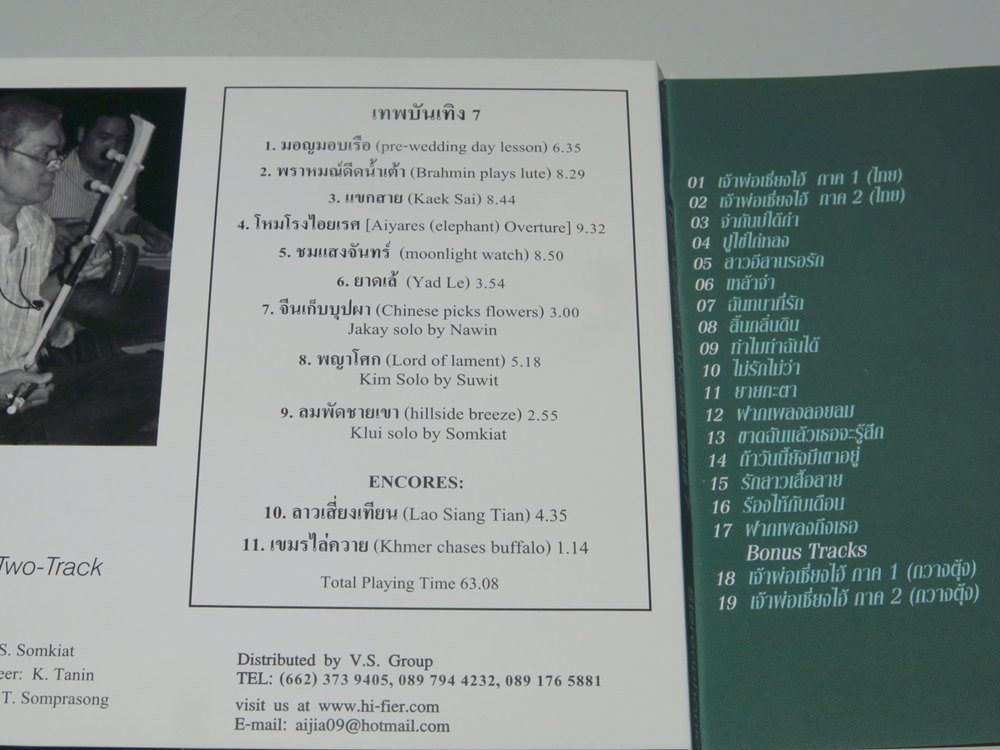 เทพบันเทิง 7
1. มอญมอบเรือ (pre-wedding day lesson) 6.35
2. พราหมณ์ดีดน้ำเต้า (Brahmin plays lute) 8.29
3. แขกสาย (Kaek Sai) 8.44
4. โหมโรงไอยเรศ [Aiyares (elephant) Overture] 9.32
5. ชมแสงจันทร์ (moonlight watch) 8.50
6. ยาดเล้ (Yad Le) 3.54
7. จีนเก็บบุปผา (Chinese picks flowers) 3.00
Jakay solo by Nawin
8. พญาโศก (Lord of lament) 5.18
Kim Solo by Suwit
9. ลมพัดชายเขา (hillside breeze) 2.55
Klui solo by Somkiat
ENCORES:
10. ลาวเสี่ยงเทียน (Lao Siang Tian) 4.35
11. เขมรไล่ควาย (Khmer chases buffalo) 1.14
Total Playing Time 63.08
Two-Track
S. Somkiat
eer: K. Tanin
T. Somprasong
Distributed by V.S. Group
TEL: (662) 373 9405, 089 794 4232, 089 176 5881
visit us at www.hi-fier.com
E-mail: aijia09@hotmail.com
01 เจ้าพ่อเซี่ยงไฮ้ ภาค 1 (ไทย)
02 เจ้าพ่อเซี่ยงไฮ้ ภาค 2 (ไทย)
03 จำกันบ่ได้กำ
04 ปูไข่ไก่หลง
05 สาวอีสานรอรัก
06 เหล้าจ๋า
07 ฉันทนาที่รัก
08 สิ้นกลิ่นดิน
09 ทำไมทำฉันได้
10 ไม่รักไม่ว่า
11 ยายกะตา
12 ฝากเพลงลอยลม
13 ขาดฉันแล้วเธอจะรู้สึก
14 ถ้าวันนี้ยังมีเขาอยู่
15 รักสาวเสื้อลาย
16 ร้องไห้กับเดือน
17 ฝากเพลงถึงเธอ
Bonus Tracks
18 เจ้าพ่อเซี่ยงไฮ้ ภาค 1 (กวางตุ้ง)
19 เจ้าพ่อเซี่ยงไฮ้ ภาค 2 (กวางตุ้ง)